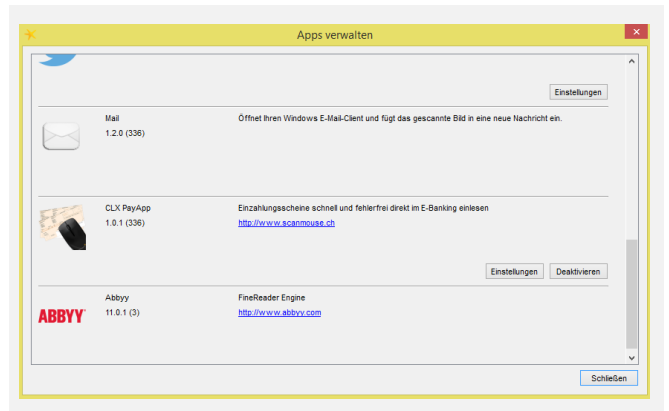 Apps verwalten
Einstellungen
Mail
Öffnet Ihren Windows E-Mail-Client und fügt das gescannte Bild in eine neue Nachricht ein.
1.2.0 (336)
CLX PayApp
Einzahlungsscheine schnell und fehlerfrei direkt im E-Banking einlesen
1.0.1 (336)
http://www.scanmouse.ch
Einstellungen
Deaktivieren
Abbyy
FineReader Engine
ABBYY
11.0.1 (3)
http://www.abbyy.com
Schließen